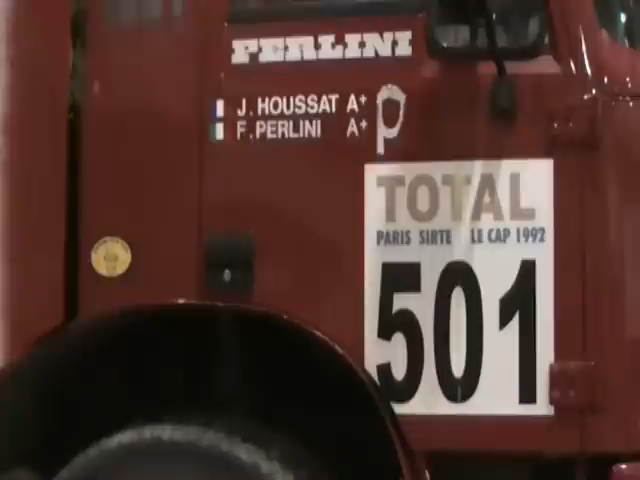 PERLINI
J.HOUSSAT A+
F.PERLINI A+
p
TOTAL
PARIS SIRTE LE CAP 1992
501